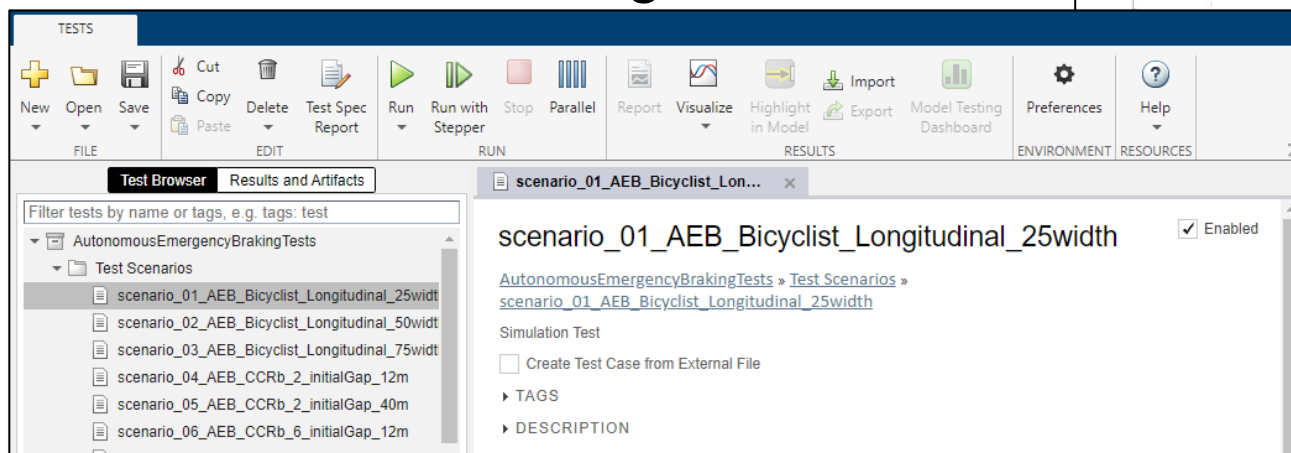 TESTS
New
Open
Save
Cut
Copy
Paste
Delete
Test Spec
Report
Run
Run with
Stepper
Stop
Parallel
Report
Visualize
Highlight
in Model
Import
Export
Model Testing
Dashboard
Preferences
Help
FILE
EDIT
RUN
RESULTS
ENVIRONMENT
RESOURCES
Test Browser
Results and Artifacts
Filter tests by name or tags, e.g. tags: test
AutonomousEmergencyBrakingTests
Test Scenarios
scenario_01_AEB_Bicyclist_Longitudinal_25widt
scenario_02_AEB_Bicyclist_Longitudinal_50widt
scenario_03_AEB_Bicyclist_Longitudinal_75widt
scenario_04_AEB_CCRb_2_initialGap_12m
scenario_05_AEB_CCRb_2_initialGap_40m
scenario_06_AEB_CCRb_6_initialGap_12m
scenario_01_AEB_Bicyclist_Lon...
scenario_01_AEB_Bicyclist_Longitudinal_25width
Enabled
AutonomousEmergencyBrakingTests » Test Scenarios »
scenario_01_AEB_Bicyclist_Longitudinal_25width
Simulation Test
Create Test Case from External File
TAGS
DESCRIPTION